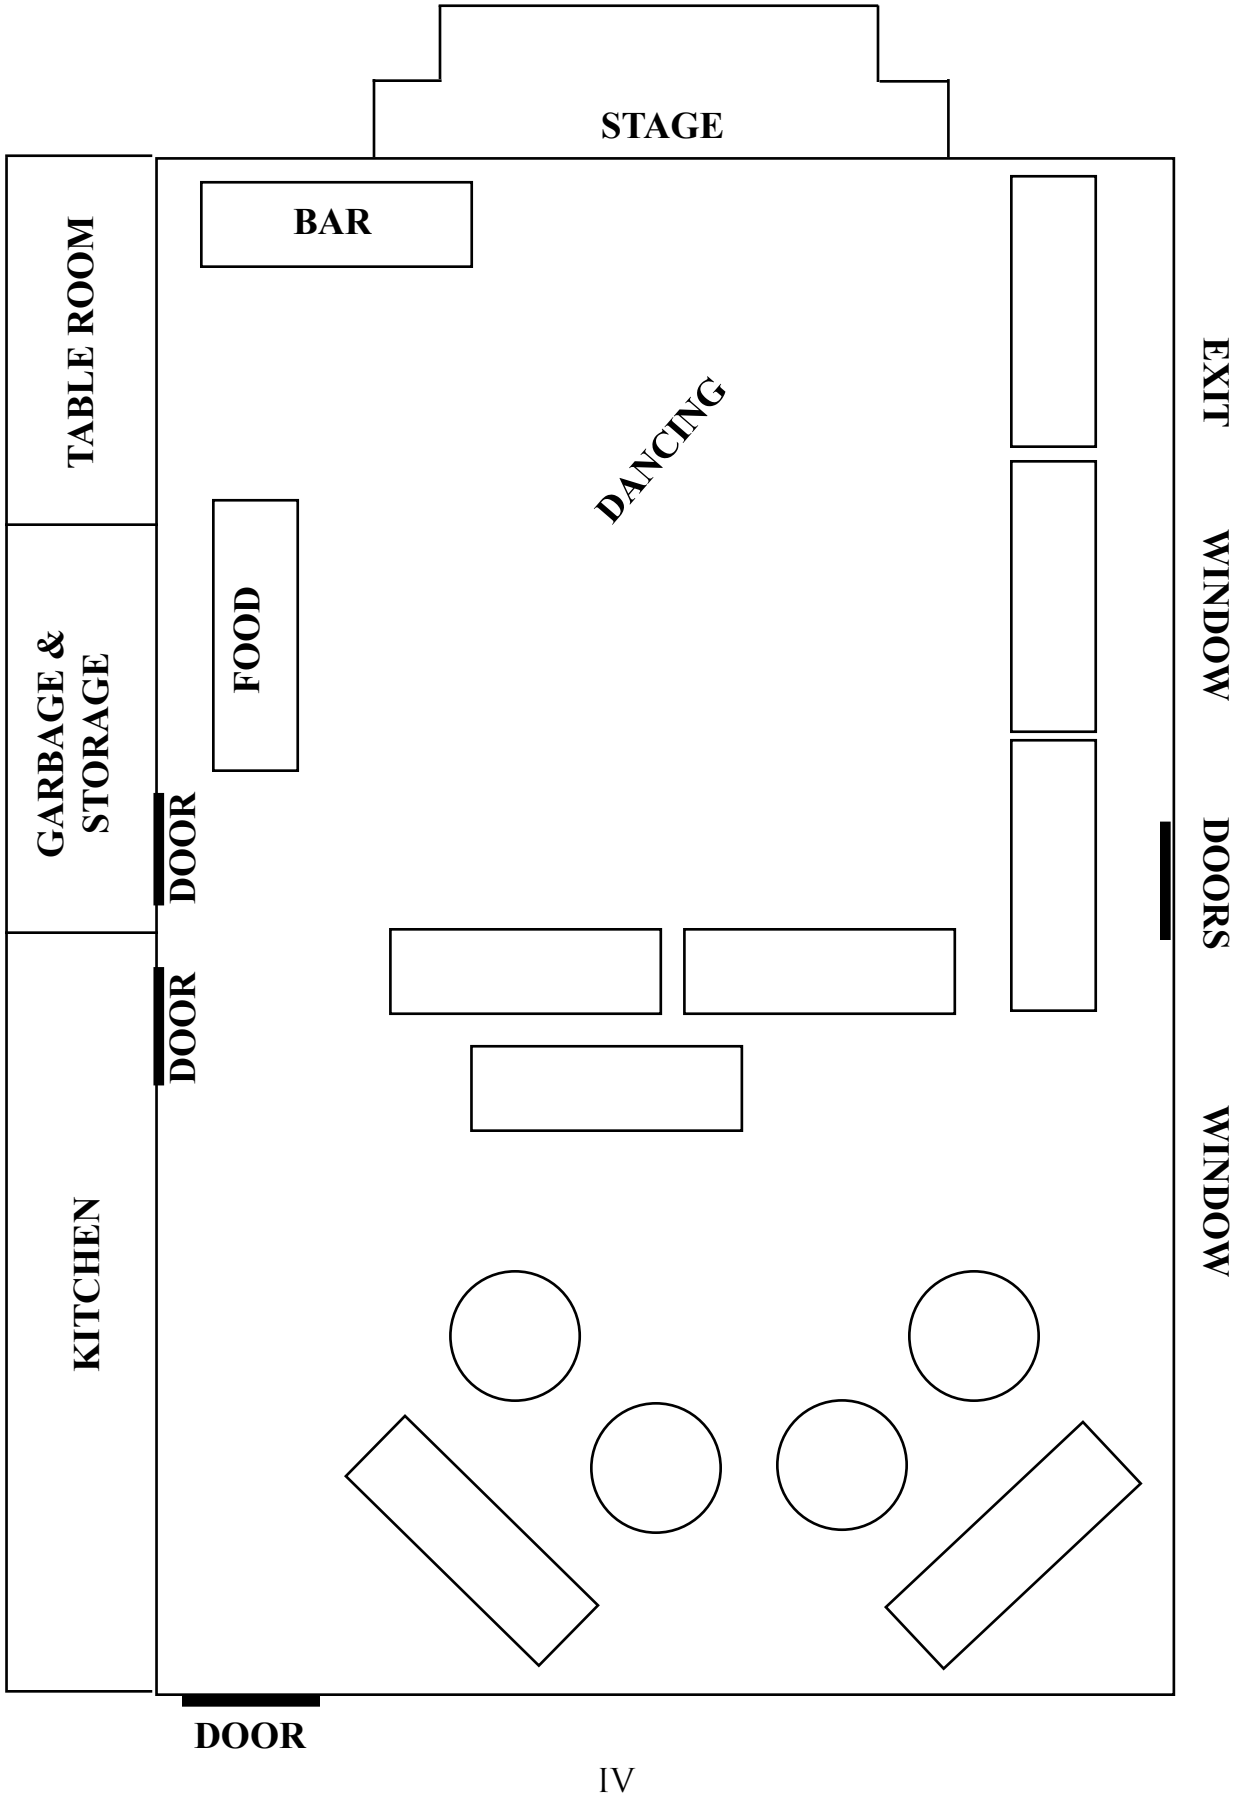 STAGE
BAR
TABLE ROOM
EXIT
DANCING
WINDOW
FOOD
GARBAGE &
STORAGE
DOOR
DOORS
DOOR
WINDOW
KITCHEN
DOOR
IV